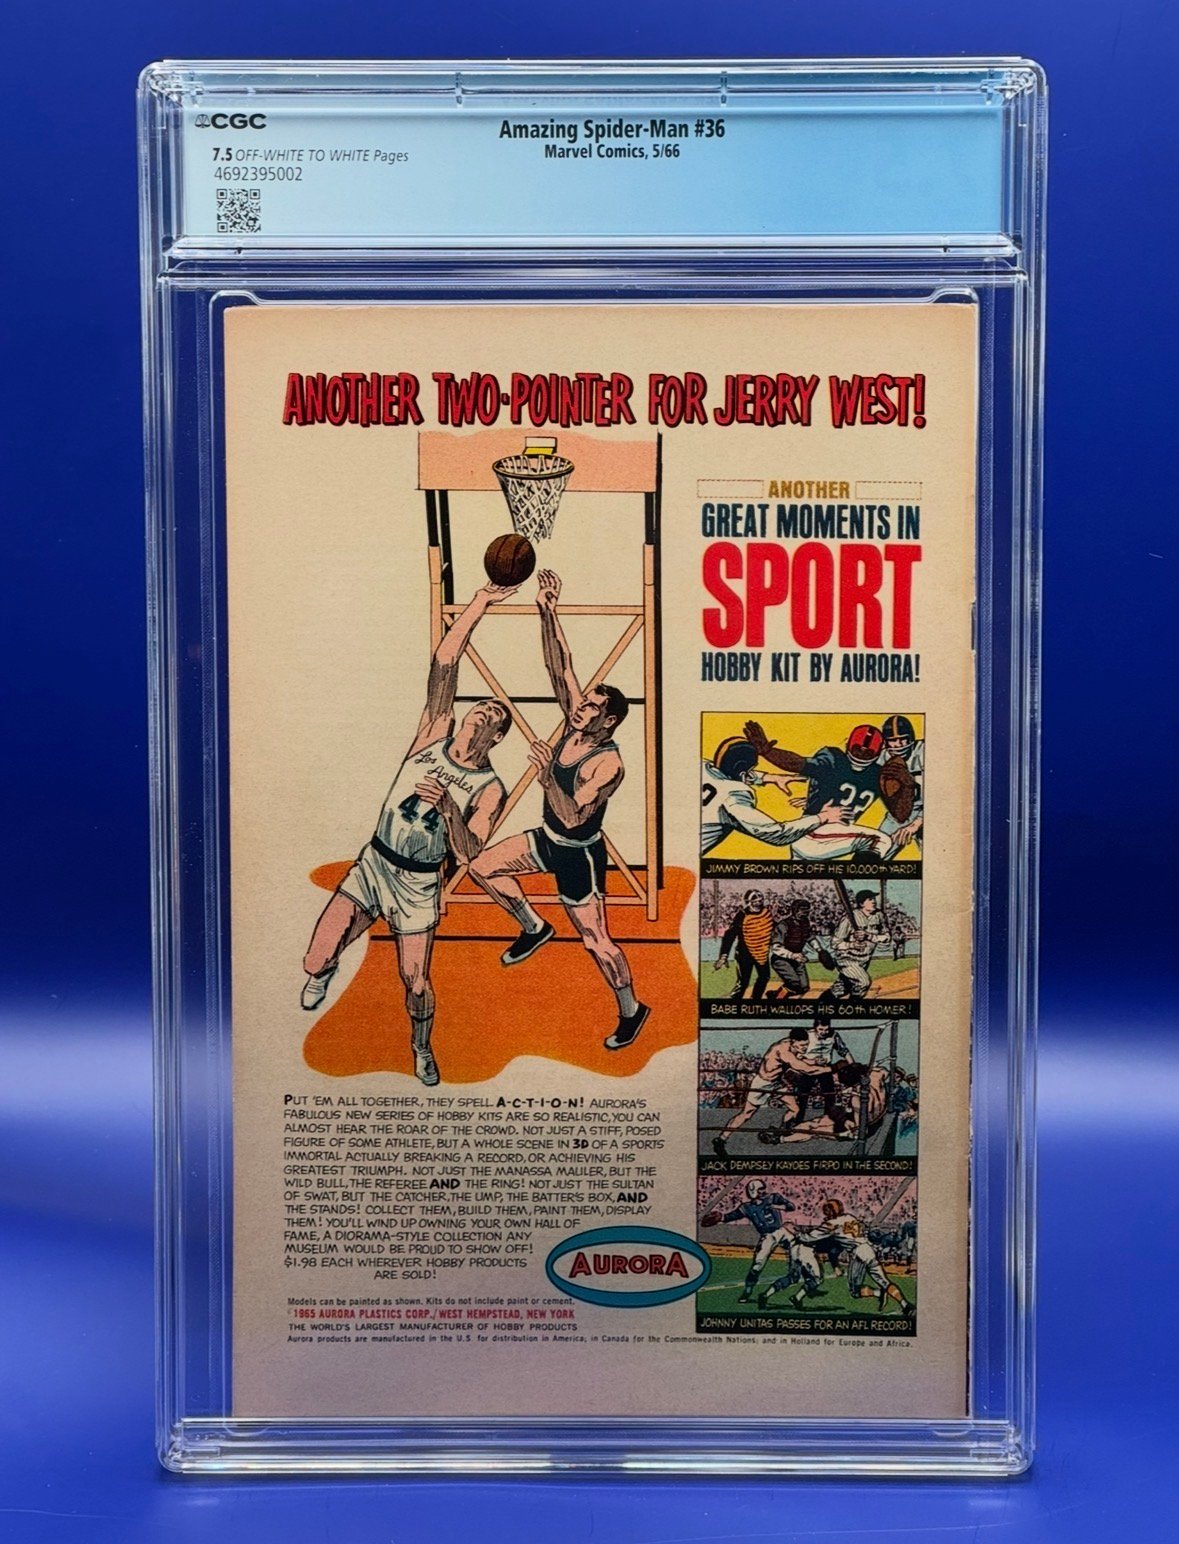 CGC
Amazing Spider-Man #36
Marvel Comics, 5/66
7.5 OFF-WHITE TO WHITE Pages
4692395002
ANOTHER TWO-POINTER FOR JERRY WEST!
ANOTHER
GREAT MOMENTS IN
SPORT
HOBBY KIT BY AURORA!
Los Angeles
44
32
JIMMY BROWN RIPS OFF HIS 10,000th YARD!
BABE RUTH WALLOPS HIS 60th HOMER!
JACK DEMPSEY KAYOES FIRPO IN THE SECOND!
JOHNNY UNITAS PASSES FOR AN AFL RECORD!
PUT 'EM ALL TOGETHER, THEY SPELL A-C-T-I-O-N! AURORA'S
FABULOUS NEW SERIES OF HOBBY KITS ARE SO REALISTIC, YOU CAN
ALMOST HEAR THE ROAR OF THE CROWD. NOT JUST A STIFF, POSED
FIGURE OF SOME ATHLETE, BUT A WHOLE SCENE IN 3D OF A SPORTS
IMMORTAL ACTUALLY BREAKING A RECORD, OR ACHIEVING HIS
GREATEST TRIUMPH. NOT JUST THE MANASSA MAULER, BUT THE
WILD BULL, THE REFEREE AND THE RING! NOT JUST THE SULTAN
OF SWAT, BUT THE CATCHER, THE UMP, THE BATTER'S BOX, AND
THE STANDS! COLLECT THEM, BUILD THEM, PAINT THEM, DISPLAY
THEM! YOU'LL WIND UP OWNING YOUR OWN HALL OF
FAME, A DIORAMA-STYLE COLLECTION ANY
MUSEUM WOULD BE PROUD TO SHOW OFF!
$1.98 EACH WHEREVER HOBBY PRODUCTS
ARE SOLD!
AURORA
Models can be painted as shown. Kits do not include paint or cement.
©1965 AURORA PLASTICS CORP./WEST HEMPSTEAD, NEW YORK
THE WORLD'S LARGEST MANUFACTURER OF HOBBY PRODUCTS
Aurora products are manufactured in the U.S. for distribution in America; in Canada for the Commonwealth Nations; and in Holland for Europe and Africa.